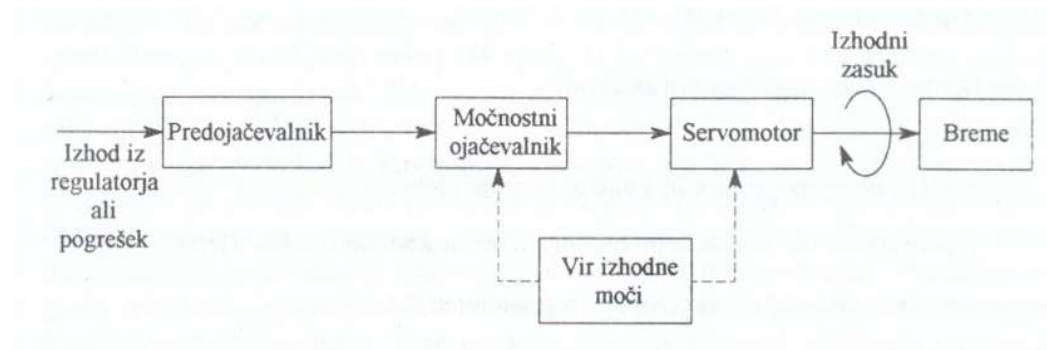 Izhodni
zasuk
Predojačevalnik
Močnostni
ojačevalnik
Servomotor
Breme
Izhod iz
regulatorja
ali
pogrešek
Vir izhodne
moči